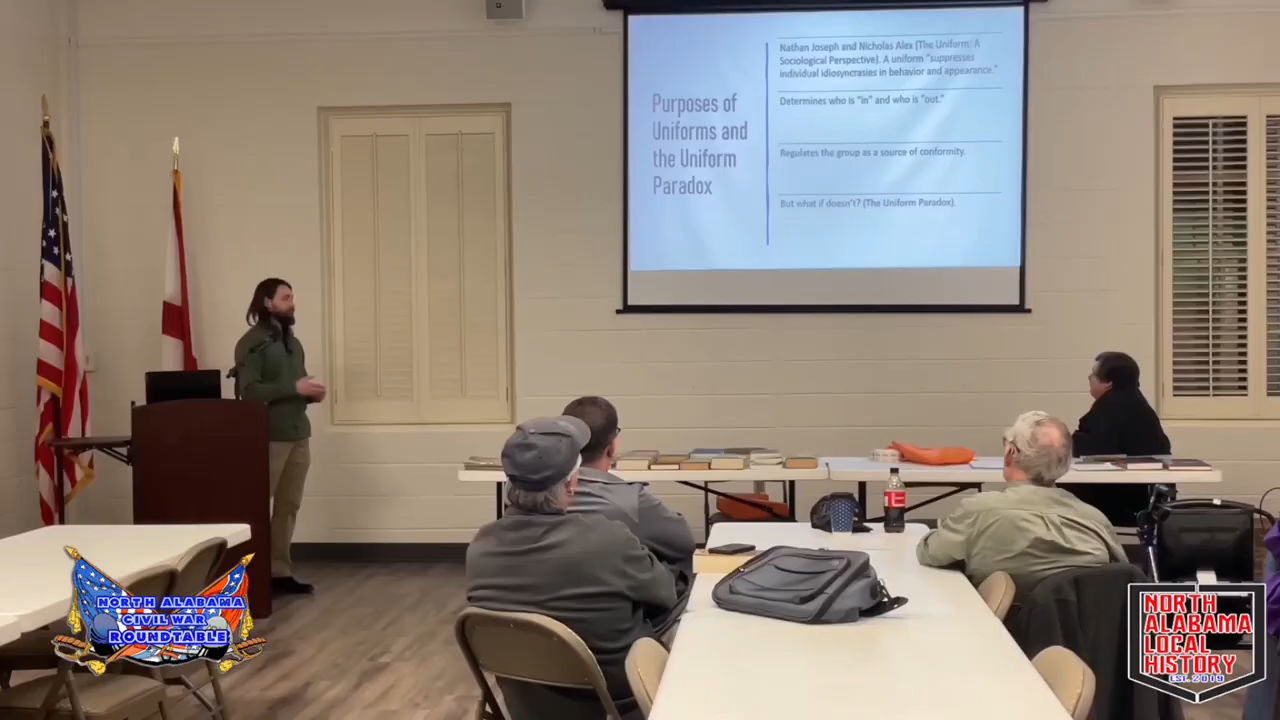 Purposes of
Uniforms and
the Uniform
Paradox
Nathan Joseph and Nicholas Alex (The Uniform: A
Sociological Perspective). A uniform "suppresses
individual idiosyncrasies in behavior and appearance."
Determines who is "in" and who is "out."
Regulates the group as a source of conformity.
But what if doesn't? (The Uniform Paradox).
NORTH ALABAMA
CIVIL WAR
ROUNDTABLE
NORTH
ALABAMA
LOCAL
HISTORY
EST. 2019